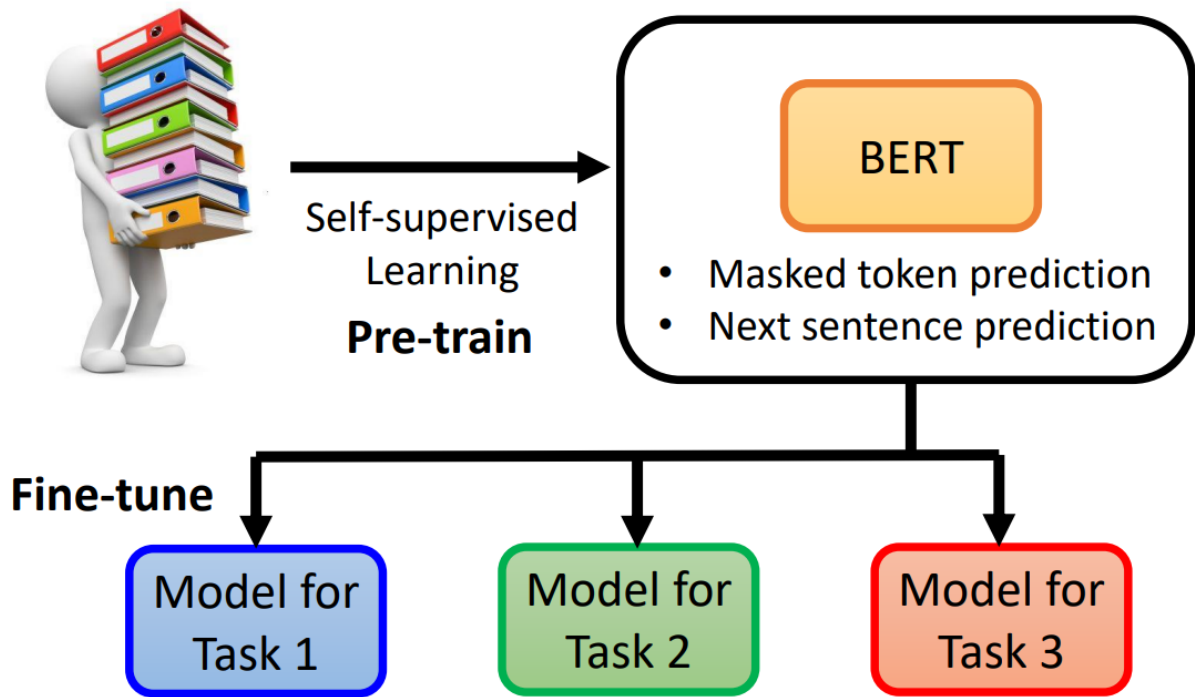 BERT
Self-supervised
Learning
Pre-train
• Masked token prediction
• Next sentence prediction
Fine-tune
Model for
Task 1
Model for
Task 2
Model for
Task 3